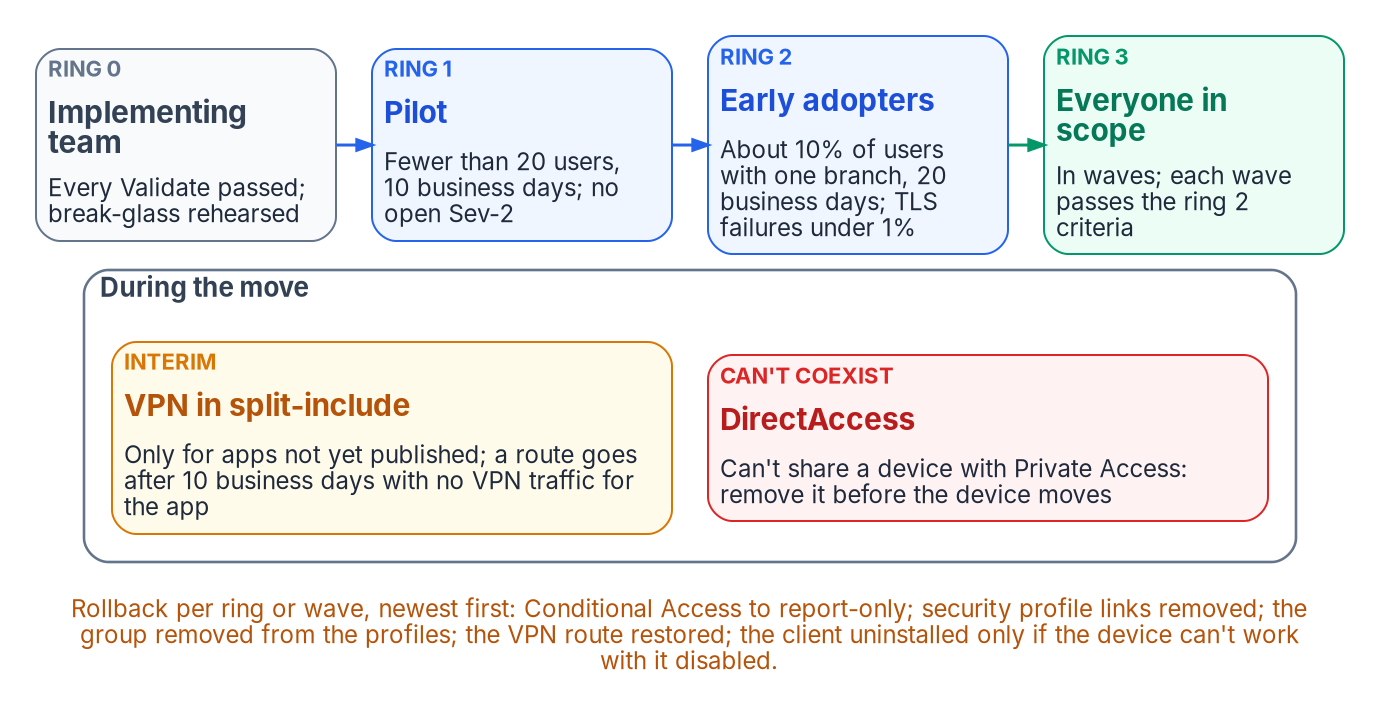 RING 0
Implementing
team
Every Validate passed;
break-glass rehearsed
RING 1
Pilot
Fewer than 20 users,
10 business days; no
open Sev-2
RING 2
Early adopters
About 10% of users
with one branch, 20
business days; TLS
failures under 1%
RING 3
Everyone in
scope
In waves; each wave
passes the ring 2
criteria
During the move
INTERIM
VPN in split-include
Only for apps not yet published; a route goes
after 10 business days with no VPN traffic for
the app
CAN'T COEXIST
DirectAccess
Can't share a device with Private Access:
remove it before the device moves
Rollback per ring or wave, newest first: Conditional Access to report-only; security profile links removed; the
group removed from the profiles; the VPN route restored; the client uninstalled only if the device can't work
with it disabled.